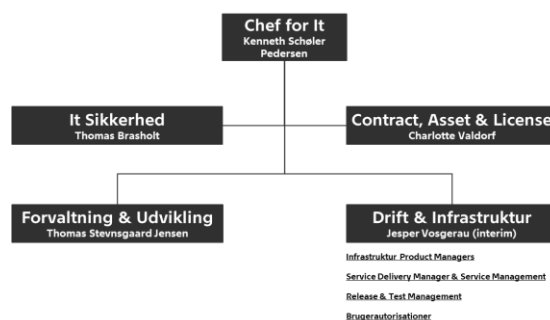 Chef for It
Kenneth Schøler
Pedersen
It Sikkerhed
Thomas Brasholt
Contract, Asset & License
Charlotte Valdorf
Forvaltning & Udvikling
Thomas Stevnsgaard Jensen
Drift & Infrastruktur
Jesper Vosgerau (interim)
Infrastruktur Product Managers
Service Delivery Manager & Service Management
Release & Test Management
Brugerautorisationer